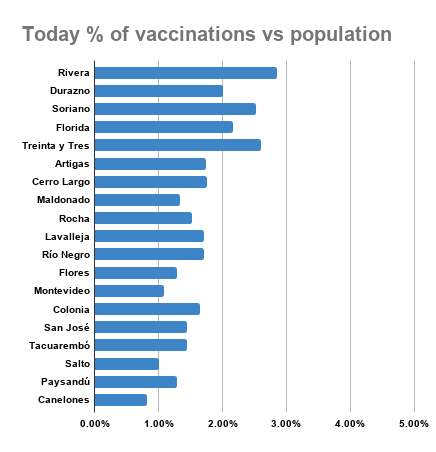 Today % of vaccinations vs population
Rivera
Durazno
Soriano
Florida
Treinta y Tres
Artigas
Cerro Largo
Maldonado
Rocha
Lavalleja
Río Negro
Flores
Montevideo
Colonia
San José
Tacuarembó
Salto
Paysandú
Canelones
0.00% 1.00% 2.00% 3.00% 4.00% 5.00%